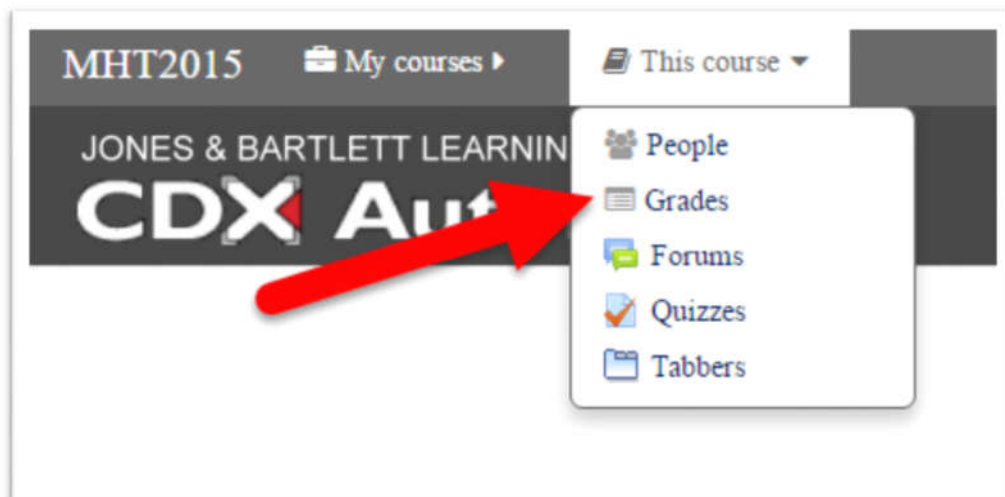 MHT2015 My courses This course
JONES & BARTLETT LEARNIN
CDX Aut
People
Grades
Forums
Quizzes
Tabbers